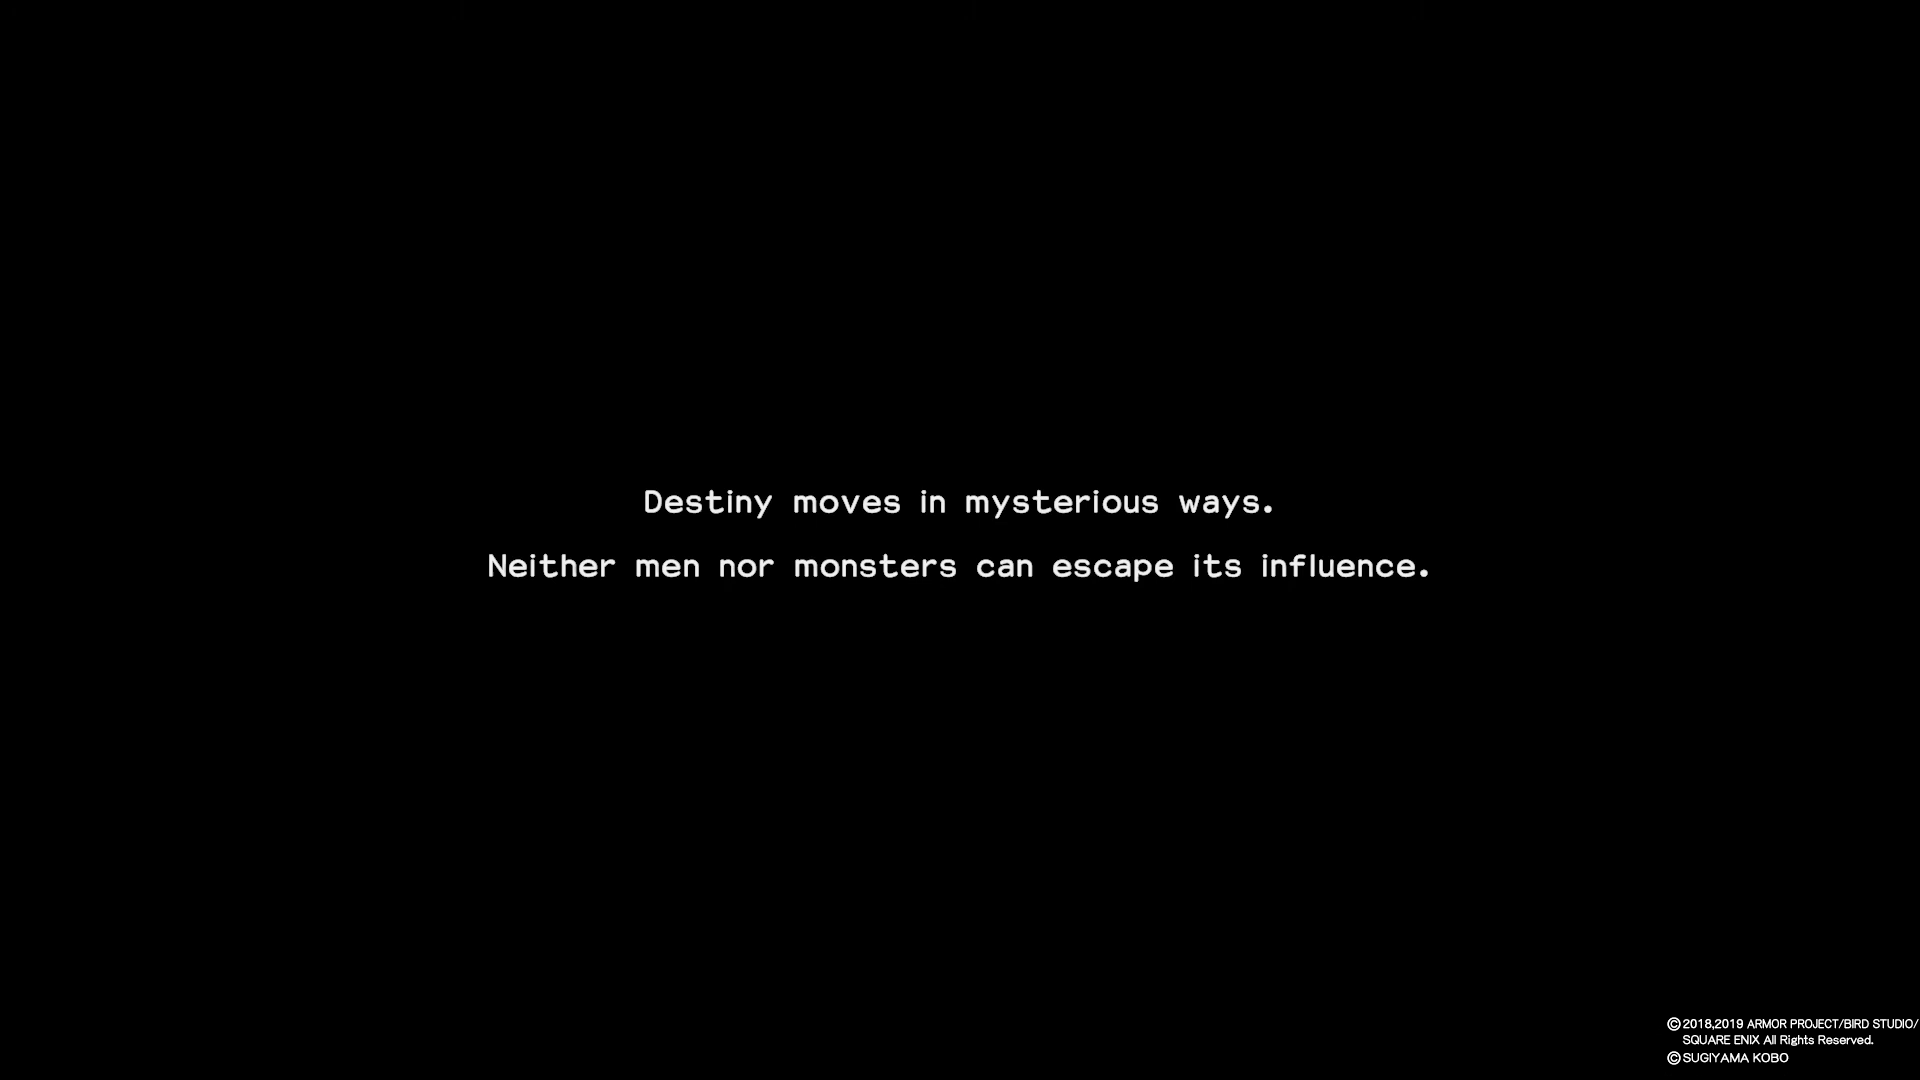 Destiny moves in mysterious ways.
Neither men nor monsters can escape its influence.
©2018,2019 ARMOR PROJECT/BIRD STUDIO/
SQUARE ENIX All Rights Reserved.
©SUGIYAMA KOBO